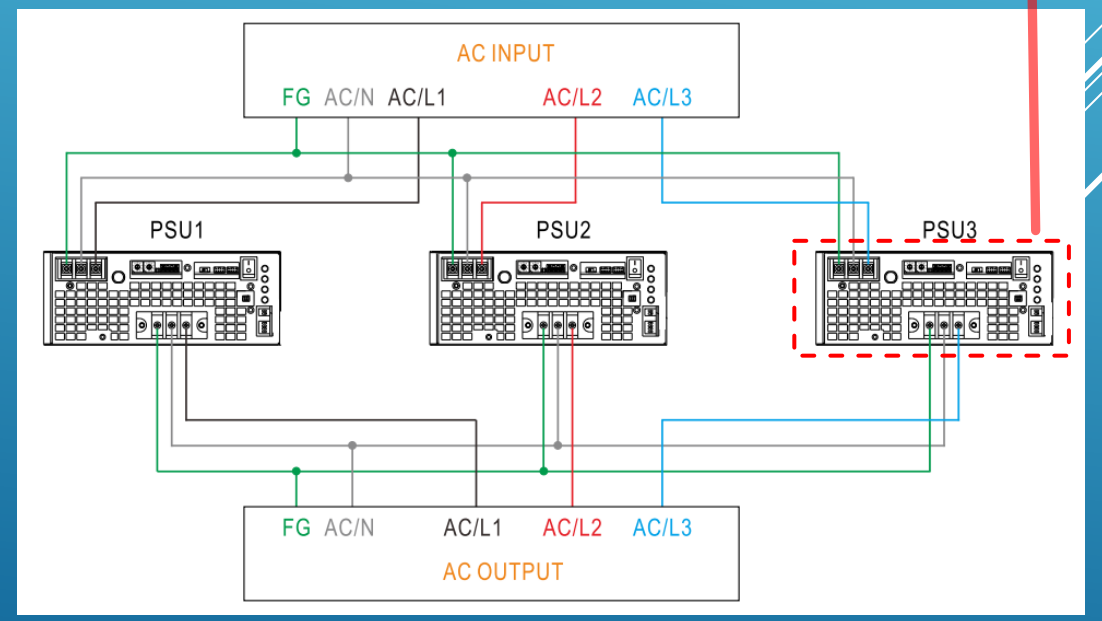 AC INPUT
FG AC/N AC/L1 AC/L2 AC/L3
PSU1 PSU2 PSU3
FG AC/N AC/L1 AC/L2 AC/L3
AC OUTPUT